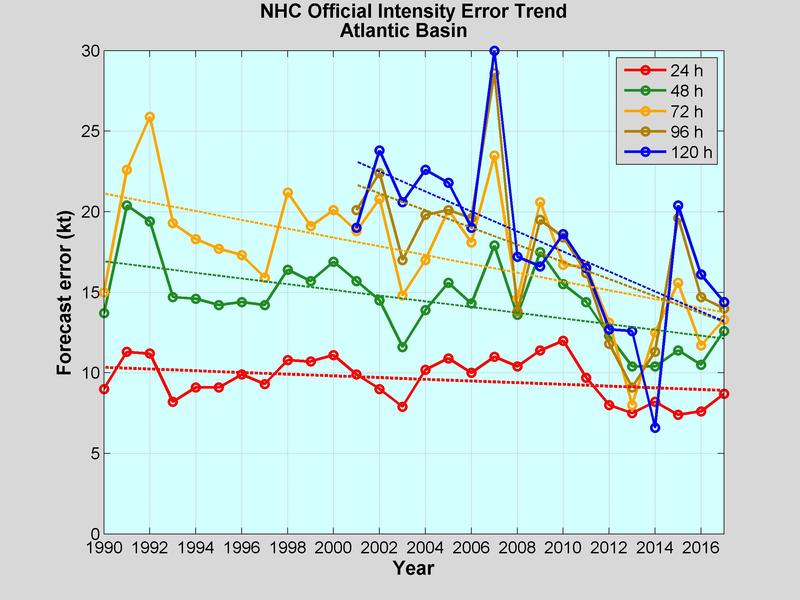 NHC Official Intensity Error Trend
Atlantic Basin
30
25
20
15
10
5
0
Forecast error (kt)
24 h
48 h
72 h
96 h
120 h
1990 1992 1994 1996 1998 2000 2002 2004 2006 2008 2010 2012 2014 2016
Year